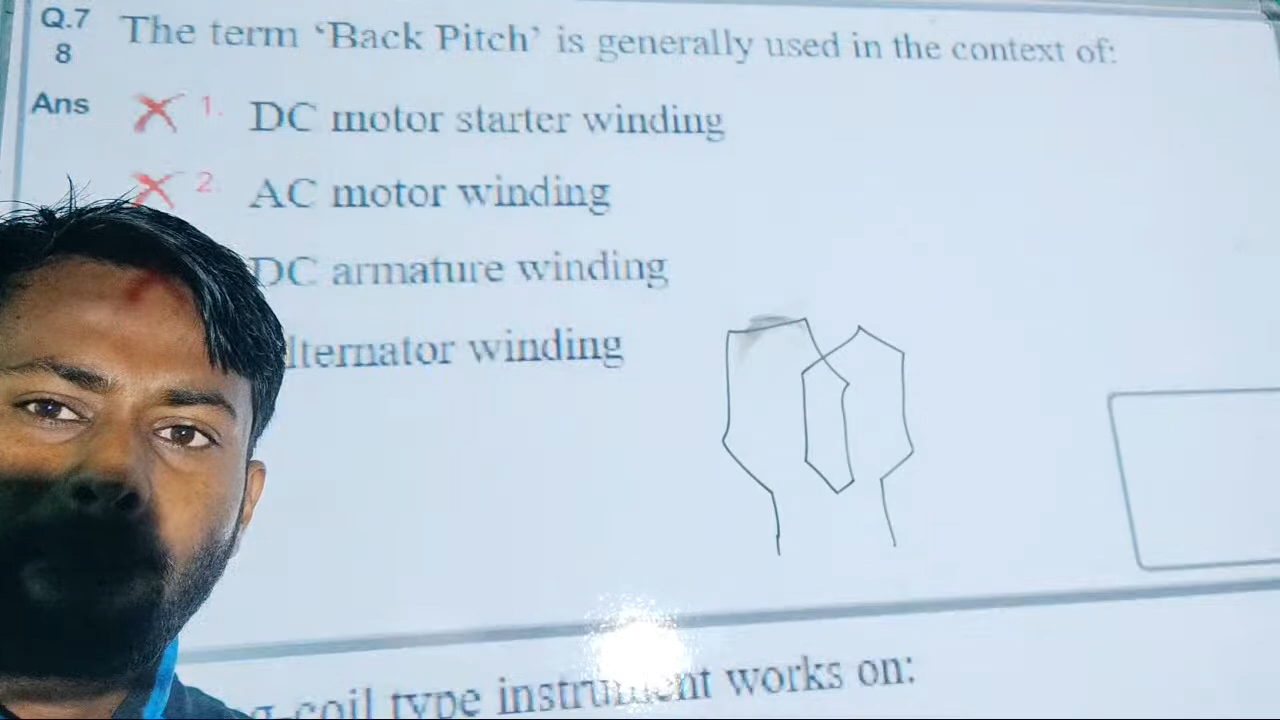 Q.7 The term ‘Back Pitch’ is generally used in the context of:
8
Ans 1. DC motor starter winding
2. AC motor winding
DC armature winding
lternator winding
g-coil type instrument works on: